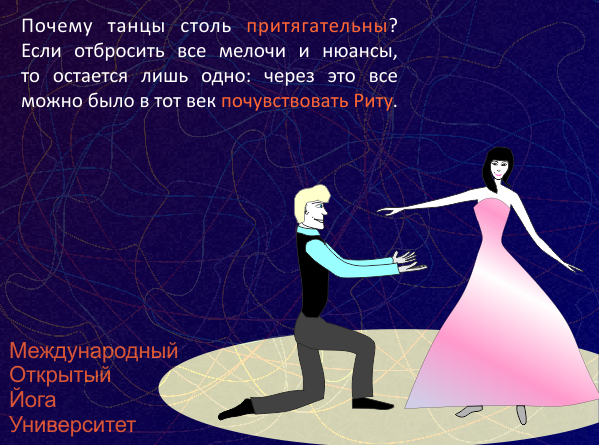 Почему танцы столь притягательны?
Если отбросить все мелочи и нюансы,
то остается лишь одно: через это все
можно было в тот век почувствовать Риту.
Международный
Открытый
Йога
Университет